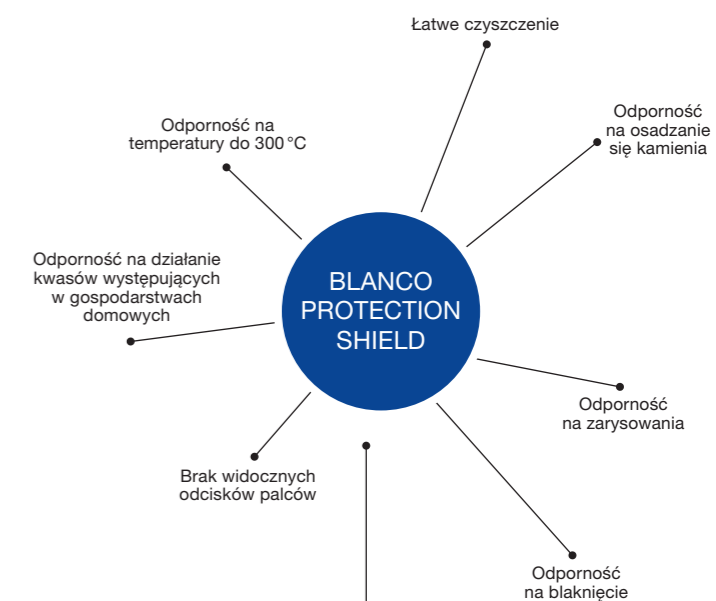 Łatwe czyszczenie
Odporność
na osadzanie
się kamienia
Odporność na
temperatury do 300 °C
Odporność na działanie
kwasów występujących
w gospodarstwach
domowych
BLANCO
PROTECTION
SHIELD
Odporność
na zarysowania
Brak widocznych
odcisków palców
Odporność
na blaknięcie